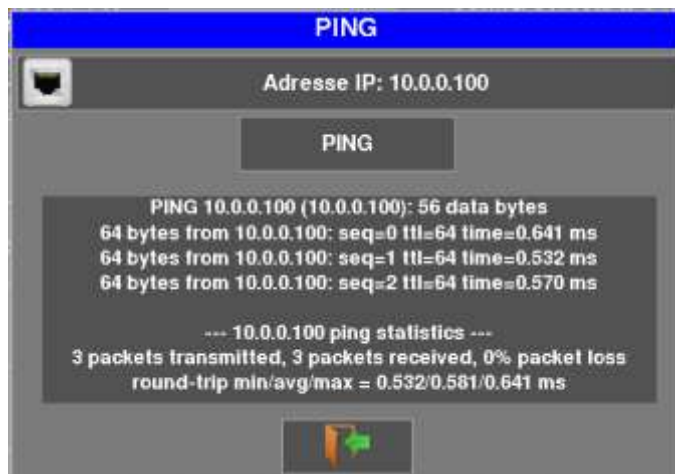 PING
Adresse IP: 10.0.0.100
PING
PING 10.0.0.100 (10.0.0.100): 56 data bytes
64 bytes from 10.0.0.100: seq=0 ttl=64 time=0.641 ms
64 bytes from 10.0.0.100: seq=1 ttl=64 time=0.532 ms
64 bytes from 10.0.0.100: seq=2 ttl=64 time=0.570 ms
--- 10.0.0.100 ping statistics ---
3 packets transmitted, 3 packets received, 0% packet loss
round-trip min/avg/max = 0.532/0.581/0.641 ms